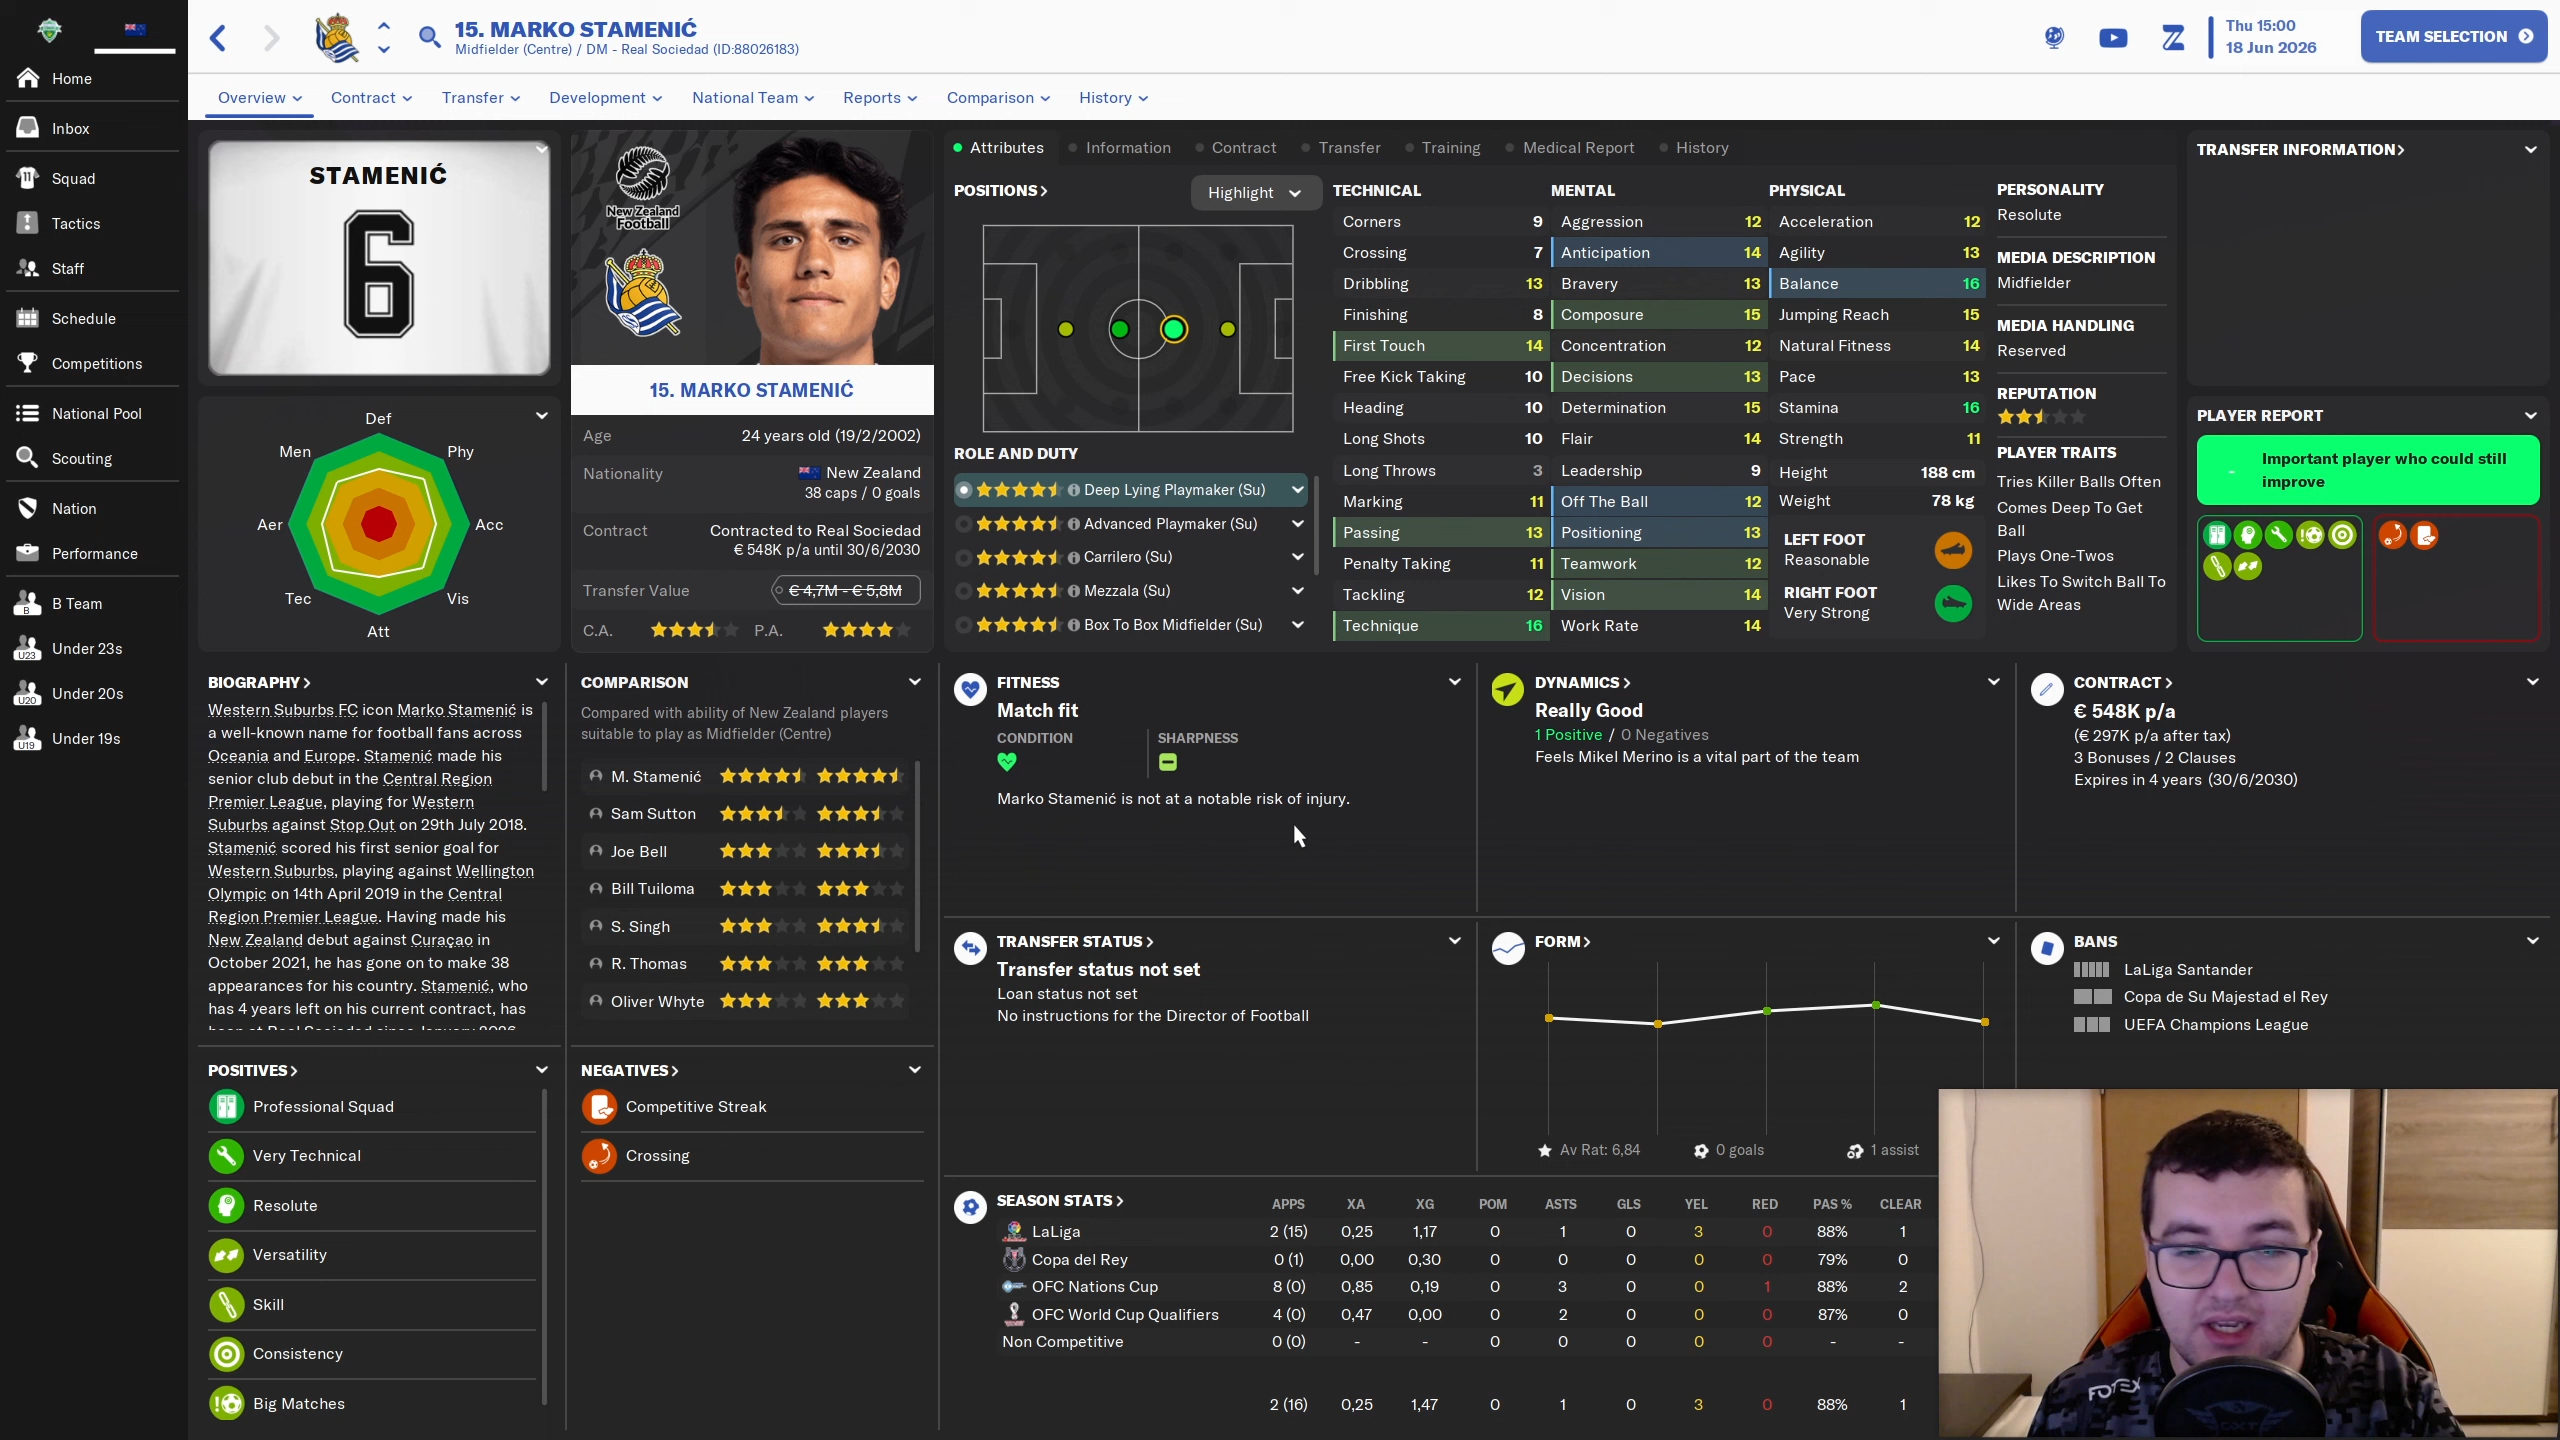 15. MARKO STAMENIĆ
Midfielder (Centre) / DM - Real Sociedad (ID:88026183)
Thu 15:00
18 Jun 2026
TEAM SELECTION
Home
Inbox
Squad
Tactics
Staff
Schedule
Competitions
National Pool
Scouting
Nation
Performance
B
B Team
U23
Under 23s
U20
Under 20s
U19
Under 19s
Overview
Contract
Transfer
Development
National Team
Reports
Comparison
History
STAMENIĆ
6
Def
Men
Phy
Aer
Acc
Tec
Vis
Att
New Zealand
Football
15. MARKO STAMENIĆ
Age 24 years old (19/2/2002)
Nationality New Zealand
38 caps / 0 goals
Contract Contracted to Real Sociedad
€ 548K p/a until 30/6/2030
Transfer Value € 4,7M - € 5,8M
C.A. P.A.
Attributes
Information
Contract
Transfer
Training
Medical Report
History
POSITIONS
Highlight
ROLE AND DUTY
Deep Lying Playmaker (Su)
Advanced Playmaker (Su)
Carrilero (Su)
Mezzala (Su)
Box To Box Midfielder (Su)
TECHNICAL
Corners 9
Crossing 7
Dribbling 13
Finishing 8
First Touch 14
Free Kick Taking 10
Heading 10
Long Shots 10
Long Throws 3
Marking 11
Passing 13
Penalty Taking 11
Tackling 12
Technique 16
MENTAL
Aggression 12
Anticipation 14
Bravery 13
Composure 15
Concentration 12
Decisions 13
Determination 15
Flair 14
Leadership 9
Off The Ball 12
Positioning 13
Teamwork 12
Vision 14
Work Rate 14
PHYSICAL
Acceleration 12
Agility 13
Balance 16
Jumping Reach 15
Natural Fitness 14
Pace 13
Stamina 16
Strength 11
Height 188 cm
Weight 78 kg
LEFT FOOT
Reasonable
RIGHT FOOT
Very Strong
PERSONALITY
Resolute
MEDIA DESCRIPTION
Midfielder
MEDIA HANDLING
Reserved
REPUTATION
PLAYER TRAITS
Tries Killer Balls Often
Comes Deep To Get
Ball
Plays One-Twos
Likes To Switch Ball To
Wide Areas
TRANSFER INFORMATION
PLAYER REPORT
- Important player who could still
improve
BIOGRAPHY
Western Suburbs FC icon Marko Stamenić is
a well-known name for football fans across
Oceania and Europe. Stamenić made his
senior club debut in the Central Region
Premier League, playing for Western
Suburbs against Stop Out on 29th July 2018.
Stamenić scored his first senior goal for
Western Suburbs, playing against Wellington
Olympic on 14th April 2019 in the Central
Region Premier League. Having made his
New Zealand debut against Curaçao in
October 2021, he has gone on to make 38
appearances for his country. Stamenić, who
has 4 years left on his current contract, has
been at Real Sociedad since January 2026.
COMPARISON
Compared with ability of New Zealand players
suitable to play as Midfielder (Centre)
M. Stamenić
Sam Sutton
Joe Bell
Bill Tuiloma
S. Singh
R. Thomas
Oliver Whyte
POSITIVES
Professional Squad
Very Technical
Resolute
Versatility
Skill
Consistency
Big Matches
NEGATIVES
Competitive Streak
Crossing
FITNESS
Match fit
CONDITION
SHARPNESS
Marko Stamenić is not at a notable risk of injury.
DYNAMICS
Really Good
1 Positive / 0 Negatives
Feels Mikel Merino is a vital part of the team
CONTRACT
€ 548K p/a
(€ 297K p/a after tax)
3 Bonuses / 2 Clauses
Expires in 4 years (30/6/2030)
TRANSFER STATUS
Transfer status not set
Loan status not set
No instructions for the Director of Football
FORM
Av Rat: 6,84
0 goals
1 assist
BANS
LaLiga Santander
Copa de Su Majestad el Rey
UEFA Champions League
SEASON STATS APPS XA XG POM ASTS GLS YEL RED PAS % CLEAR
LaLiga 2 (15) 0,25 1,17 0 1 0 3 0 88% 1
Copa del Rey 0 (1) 0,00 0,30 0 0 0 0 0 79% 0
OFC Nations Cup 8 (0) 0,85 0,19 0 3 0 0 1 88% 2
OFC World Cup Qualifiers 4 (0) 0,47 0,00 0 2 0 0 0 87% 0
Non Competitive 0 (0) - - 0 0 0 0 0 - -
2 (16) 0,25 1,47 0 1 0 3 0 88% 1